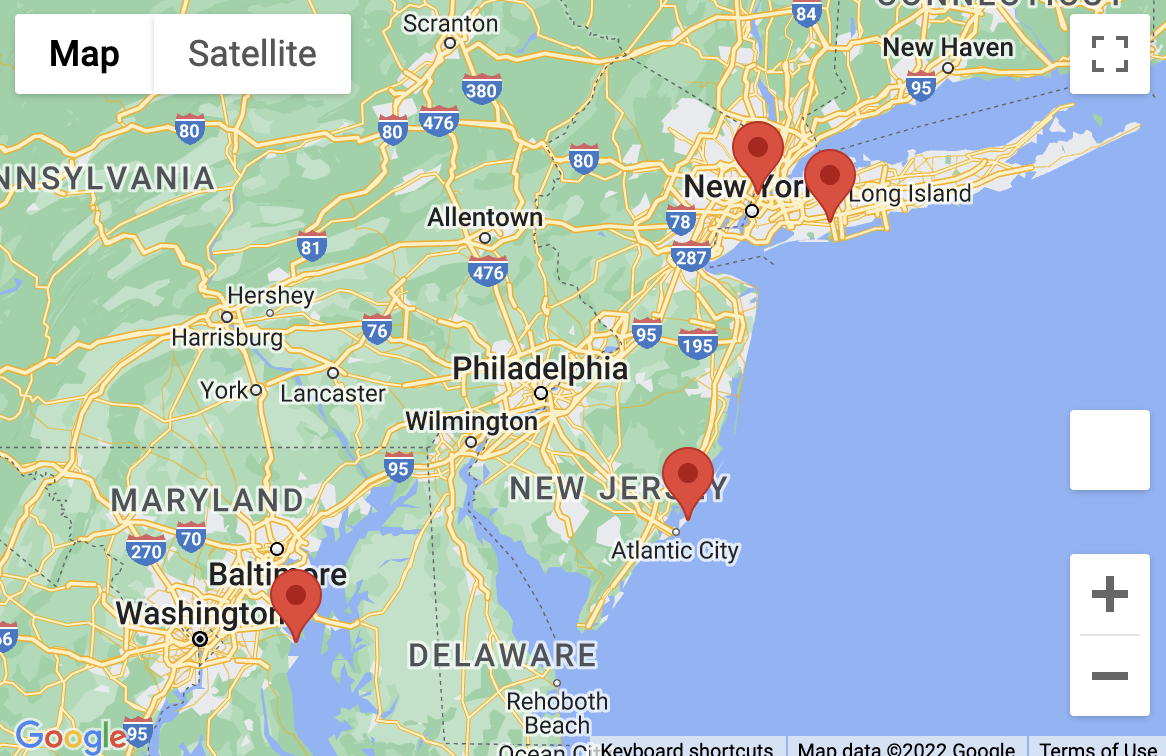 Map
Satellite
Scranton
84
New Haven
380
95
476
80
80
80
NNSYLVANIA
New York
Long Island
Allentown
78
81
287
476
Hershey
Harrisburg
76
95
195
Philadelphia
York
Lancaster
Wilmington
95
NEW JERSEY
MARYLAND
70
270
Atlantic City
Baltimore
Washington
66
DELAWARE
Rehoboth
Beach
Google
95
Ocean Cit
Keyboard shortcuts
Map data ©2022 Google
Terms of Use